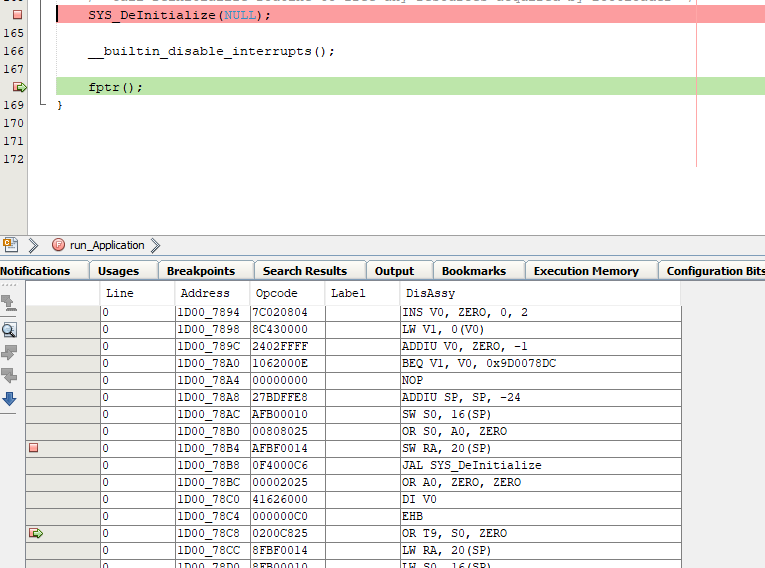 SYS_DeInitialize(NULL);
165
166 __builtin_disable_interrupts();
167
fptr();
169 }
170
171
172
run_Application
Notifications Usages Breakpoints Search Results Output Bookmarks Execution Memory Configuration Bits
Line Address Opcode Label DisAssy
0 1D00_7894 7C020804 INS V0, ZERO, 0, 2
0 1D00_7898 8C430000 LW V1, 0(V0)
0 1D00_789C 2402FFFF ADDIU V0, ZERO, -1
0 1D00_78A0 1062000E BEQ V1, V0, 0x9D0078DC
0 1D00_78A4 00000000 NOP
0 1D00_78A8 27BDFFE8 ADDIU SP, SP, -24
0 1D00_78AC AFB00010 SW S0, 16(SP)
0 1D00_78B0 00808025 OR S0, A0, ZERO
0 1D00_78B4 AFBF0014 SW RA, 20(SP)
0 1D00_78B8 0F4000C6 JAL SYS_DeInitialize
0 1D00_78BC 00002025 OR A0, ZERO, ZERO
0 1D00_78C0 41626000 DI V0
0 1D00_78C4 000000C0 EHB
0 1D00_78C8 0200C825 OR T9, S0, ZERO
0 1D00_78CC 8FBF0014 LW RA, 20(SP)
0 1D00_78D0 8FB00010 LW S0, 16(SP)